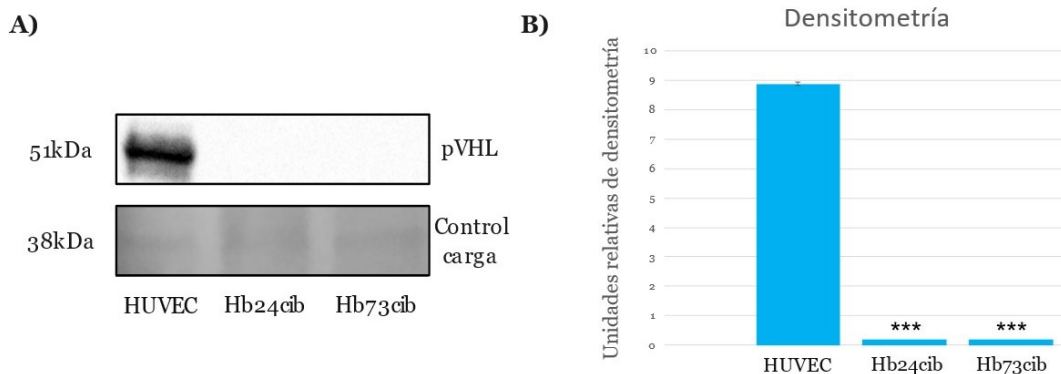 A)
51kDa
pVHL
38kDa
Control
carga
HUVEC Hb24cib Hb73cib
B)
Densitometría
Unidades relativas de densitometría
10
9
8
7
6
5
4
3
2
1
0
*** ***
HUVEC Hb24cib Hb73cib